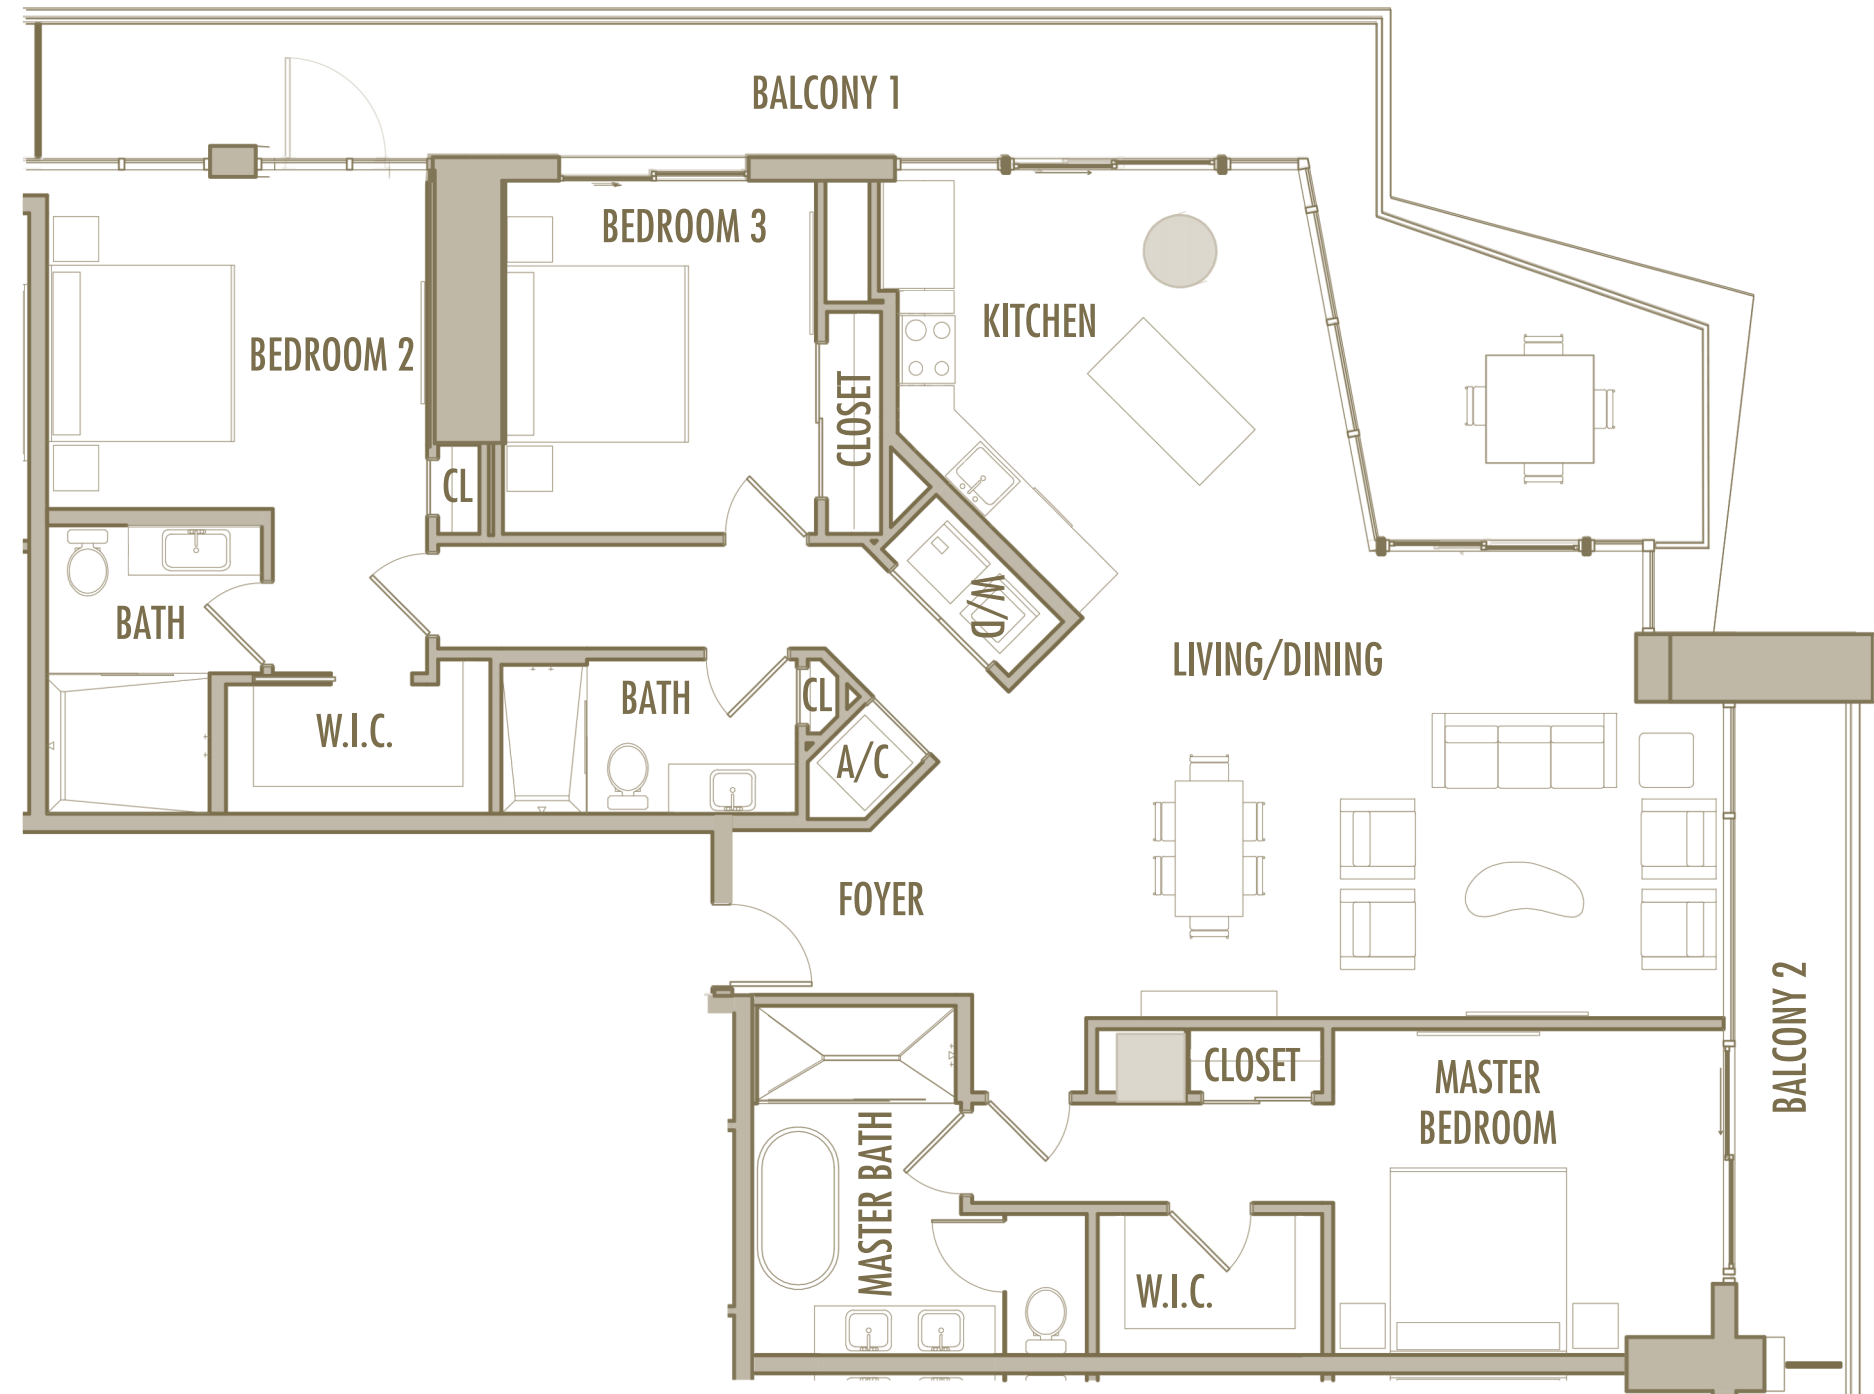 BALCONY 1
BEDROOM 3
KITCHEN
BEDROOM 2
CLOSET
CL
W/D
BATH
LIVING/DINING
BATH
CL
W.I.C.
A/C
FOYER
BALCONY 2
CLOSET
MASTER
BEDROOM
MASTER BATH
W.I.C.